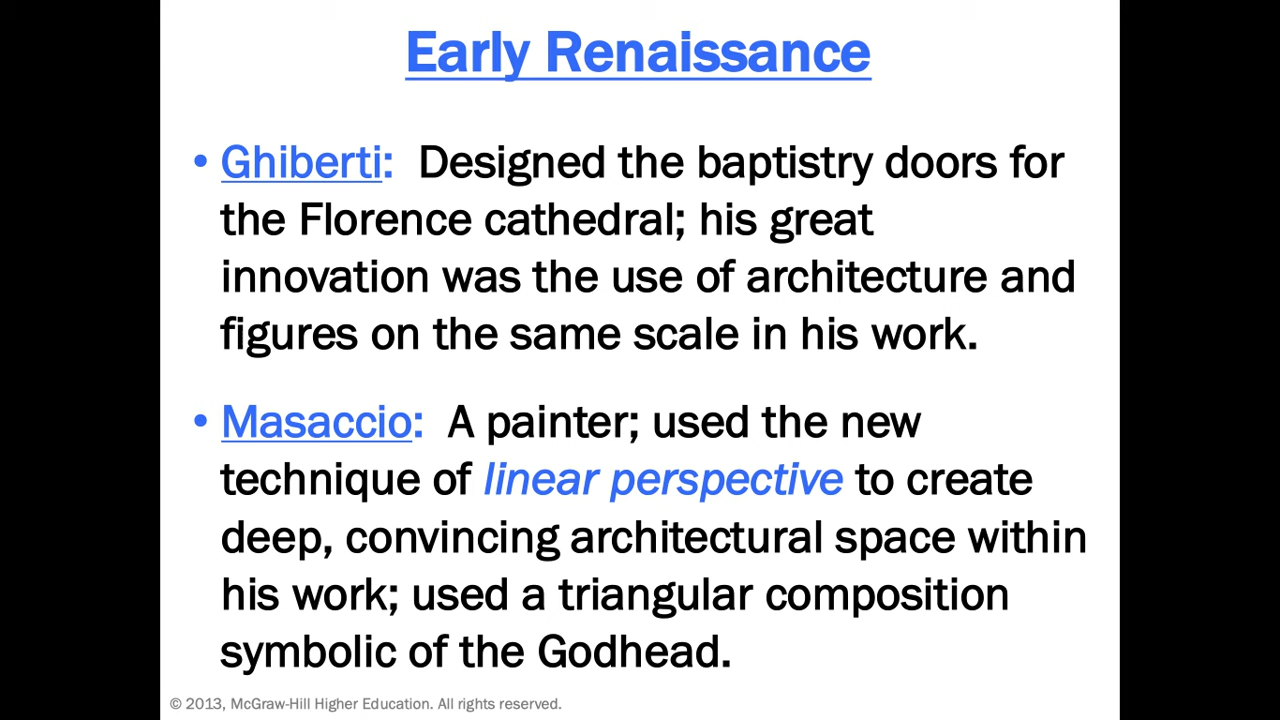 Early Renaissance
• Ghiberti: Designed the baptistry doors for
the Florence cathedral; his great
innovation was the use of architecture and
figures on the same scale in his work.
• Masaccio: A painter; used the new
technique of linear perspective to create
deep, convincing architectural space within
his work; used a triangular composition
symbolic of the Godhead.
© 2013, McGraw-Hill Higher Education. All rights reserved.